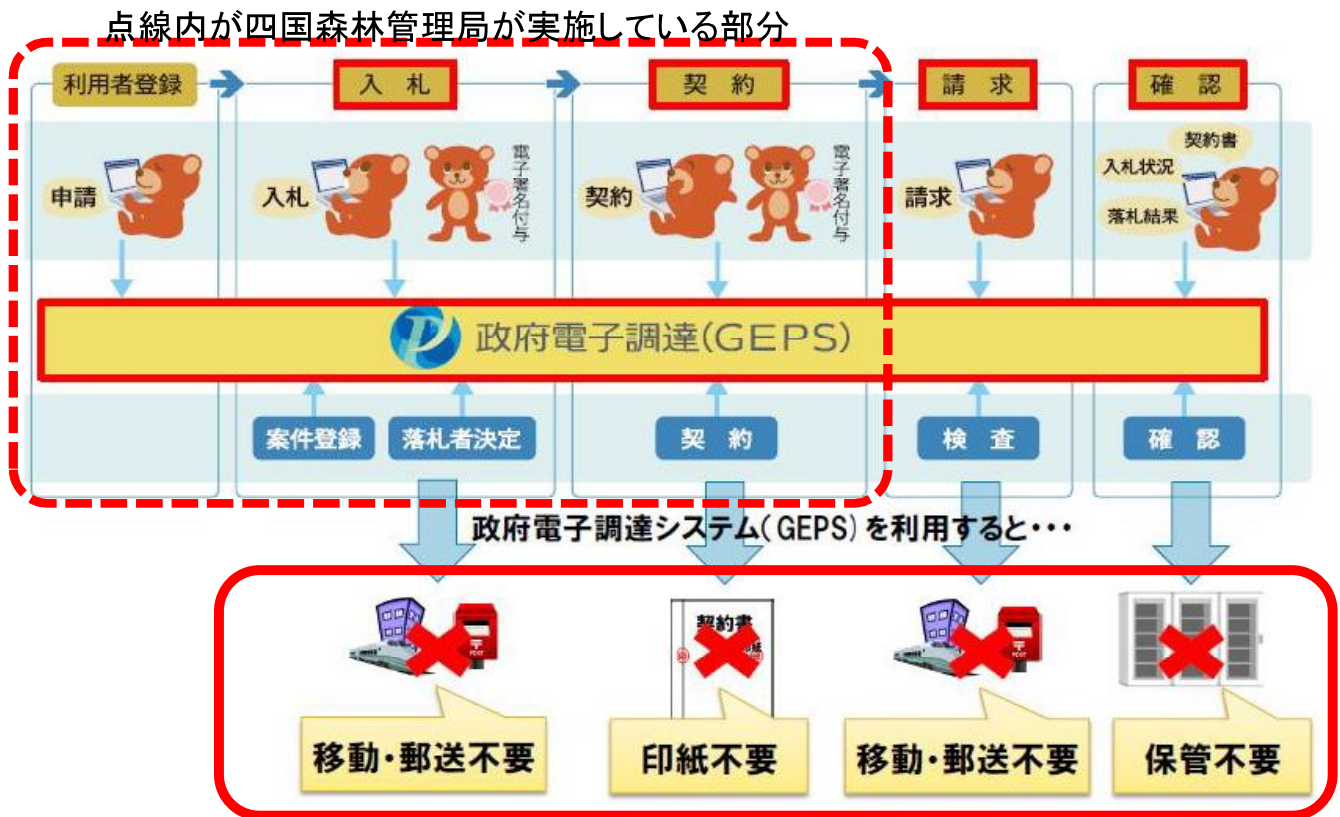 点線内が四国森林管理局が実施している部分
利用者登録
入 札
契 約
請 求
確 認
申請
入札
電子署名付与
契約
電子署名付与
請求
契約書
入札状況
落札結果
政府電子調達(GEPS)
案件登録
落札者決定
契 約
検 査
確 認
政府電子調達システム(GEPS)を利用すると・・・
POST
契約書
POST
移動・郵送不要
印紙不要
移動・郵送不要
保管不要